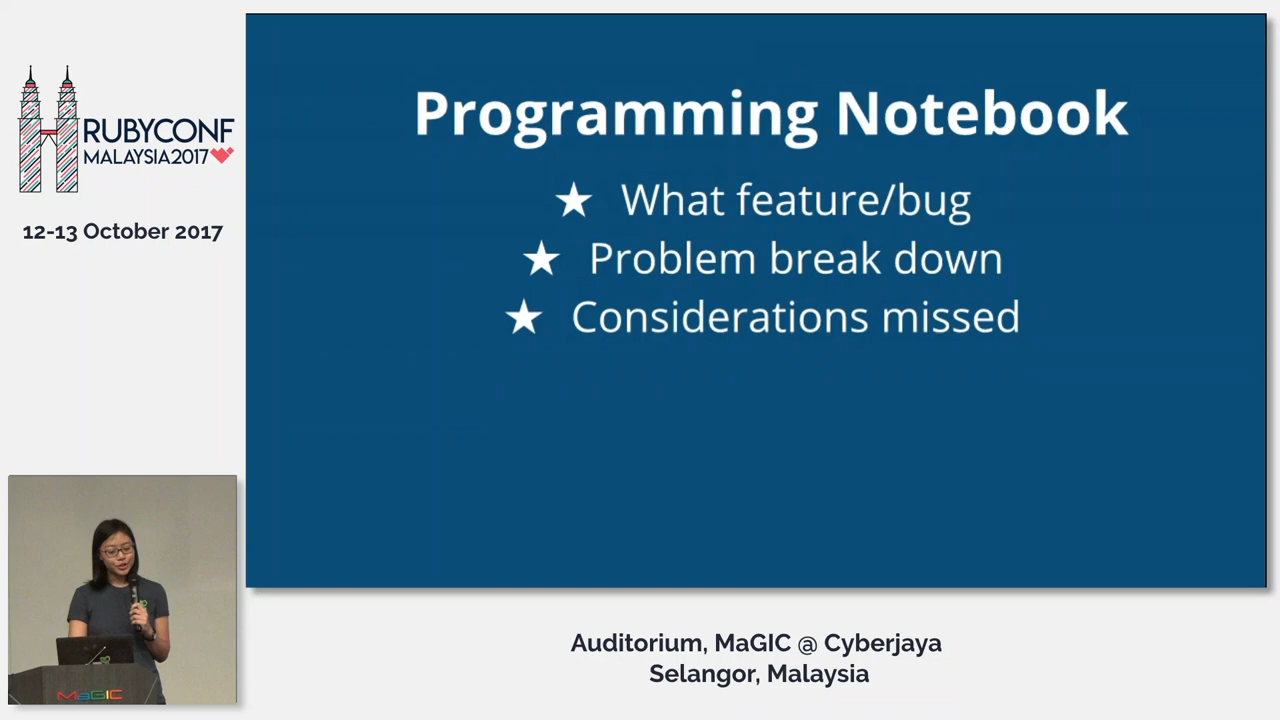 RUBYCONF
MALAYSIA2017
12-13 October 2017
Programming Notebook
★ What feature/bug
★ Problem break down
★ Considerations missed
MaGIC
Auditorium, MaGIC @ Cyberjaya
Selangor, Malaysia